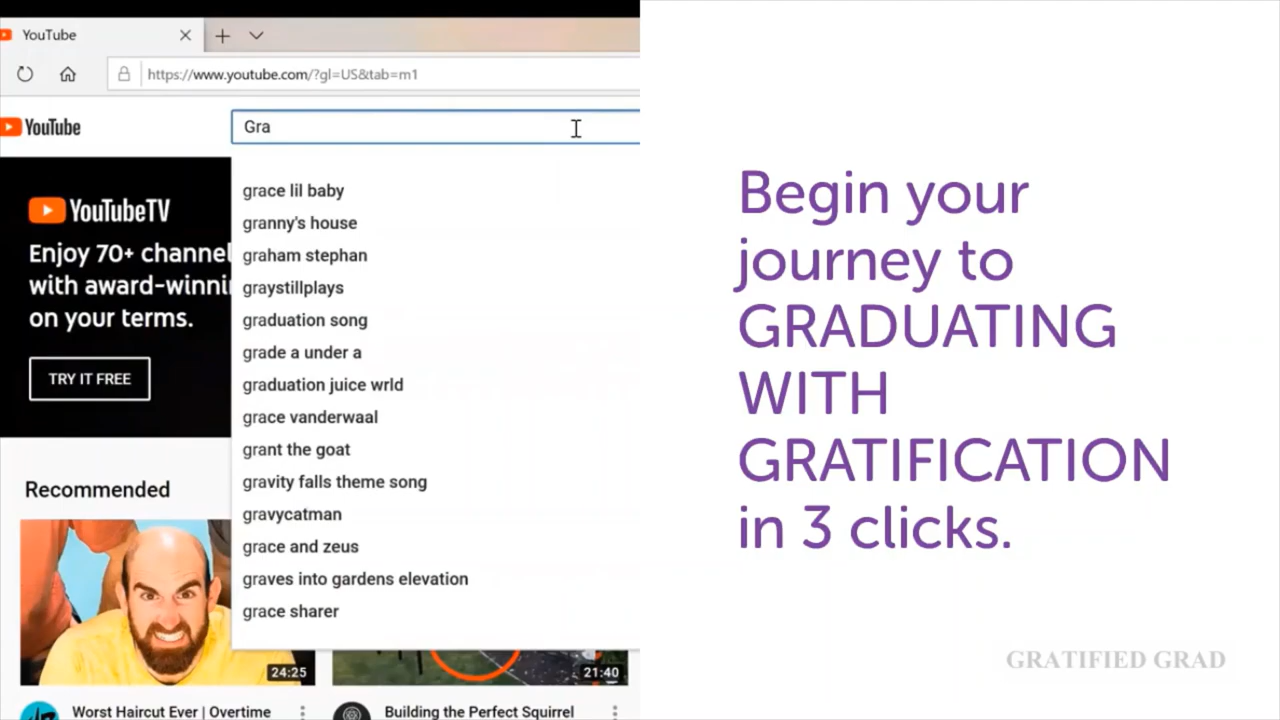 YouTube
https://www.youtube.com/?gl=US&tab=m1
YouTube
Gra
grace lil baby
granny's house
graham stephan
graystillplays
graduation song
grade a under a
graduation juice wrld
grace vanderwaal
grant the goat
gravity falls theme song
gravycatman
grace and zeus
graves into gardens elevation
grace sharer
YouTubeTV
Enjoy 70+ channel
with award-winni
on your terms.
TRY IT FREE
Recommended
24:25
21:40
Worst Haircut Ever | Overtime
Building the Perfect Squirrel
Begin your
journey to
GRADUATING
WITH
GRATIFICATION
in 3 clicks.
GRATIFIED GRAD